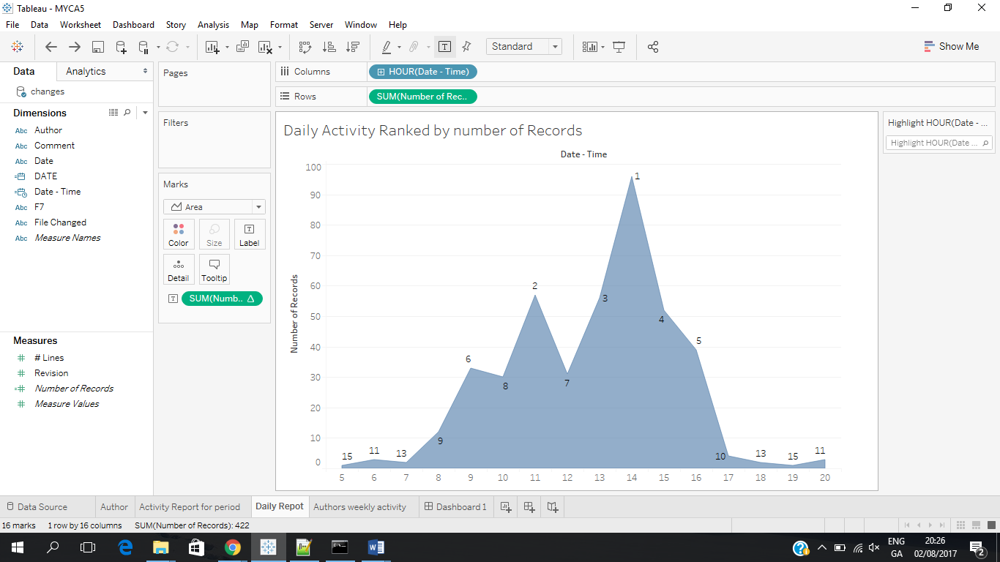 Tableau - MYCA5
File Data Worksheet Dashboard Story Analysis Map Format Server Window Help
Standard
Show Me
Data Analytics
changes
Dimensions
Abc Author
Abc Comment
Abc Date
DATE
Date - Time
Abc F7
Abc File Changed
Abc Measure Names
Measures
# # Lines
# Revision
=# Number of Records
# Measure Values
Pages
Filters
Marks
Area
Color Size Label
Detail Tooltip
SUM(Numb.. Δ
Columns HOUR(Date - Time)
Rows SUM(Number of Rec..
Daily Activity Ranked by number of Records
Date - Time
Number of Records
100
90
80
70
60
50
40
30
20
10
0
15 11 13 9 6 8 2 7 3 1 4 5 10 13 15 11
5 6 7 8 9 10 11 12 13 14 15 16 17 18 19 20
Highlight HOUR(Date - ...
Highlight HOUR(Date ...
Data Source Author Activity Report for period Daily Repot Authors weekly activity Dashboard 1
16 marks 1 row by 16 columns SUM(Number of Records): 422
ENG
GA
20:26
02/08/2017
2